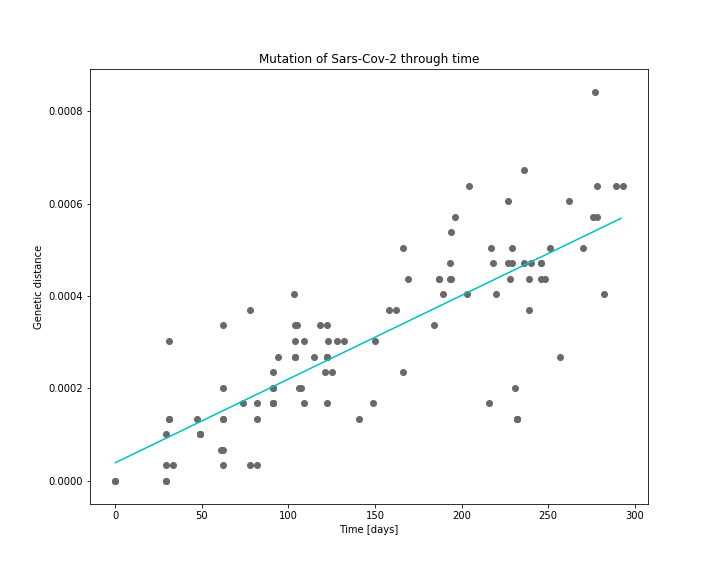 Mutation of Sars-Cov-2 through time
0.0008
0.0006
0.0004
0.0002
0.0000
Genetic distance
0 50 100 150 200 250 300
Time [days]